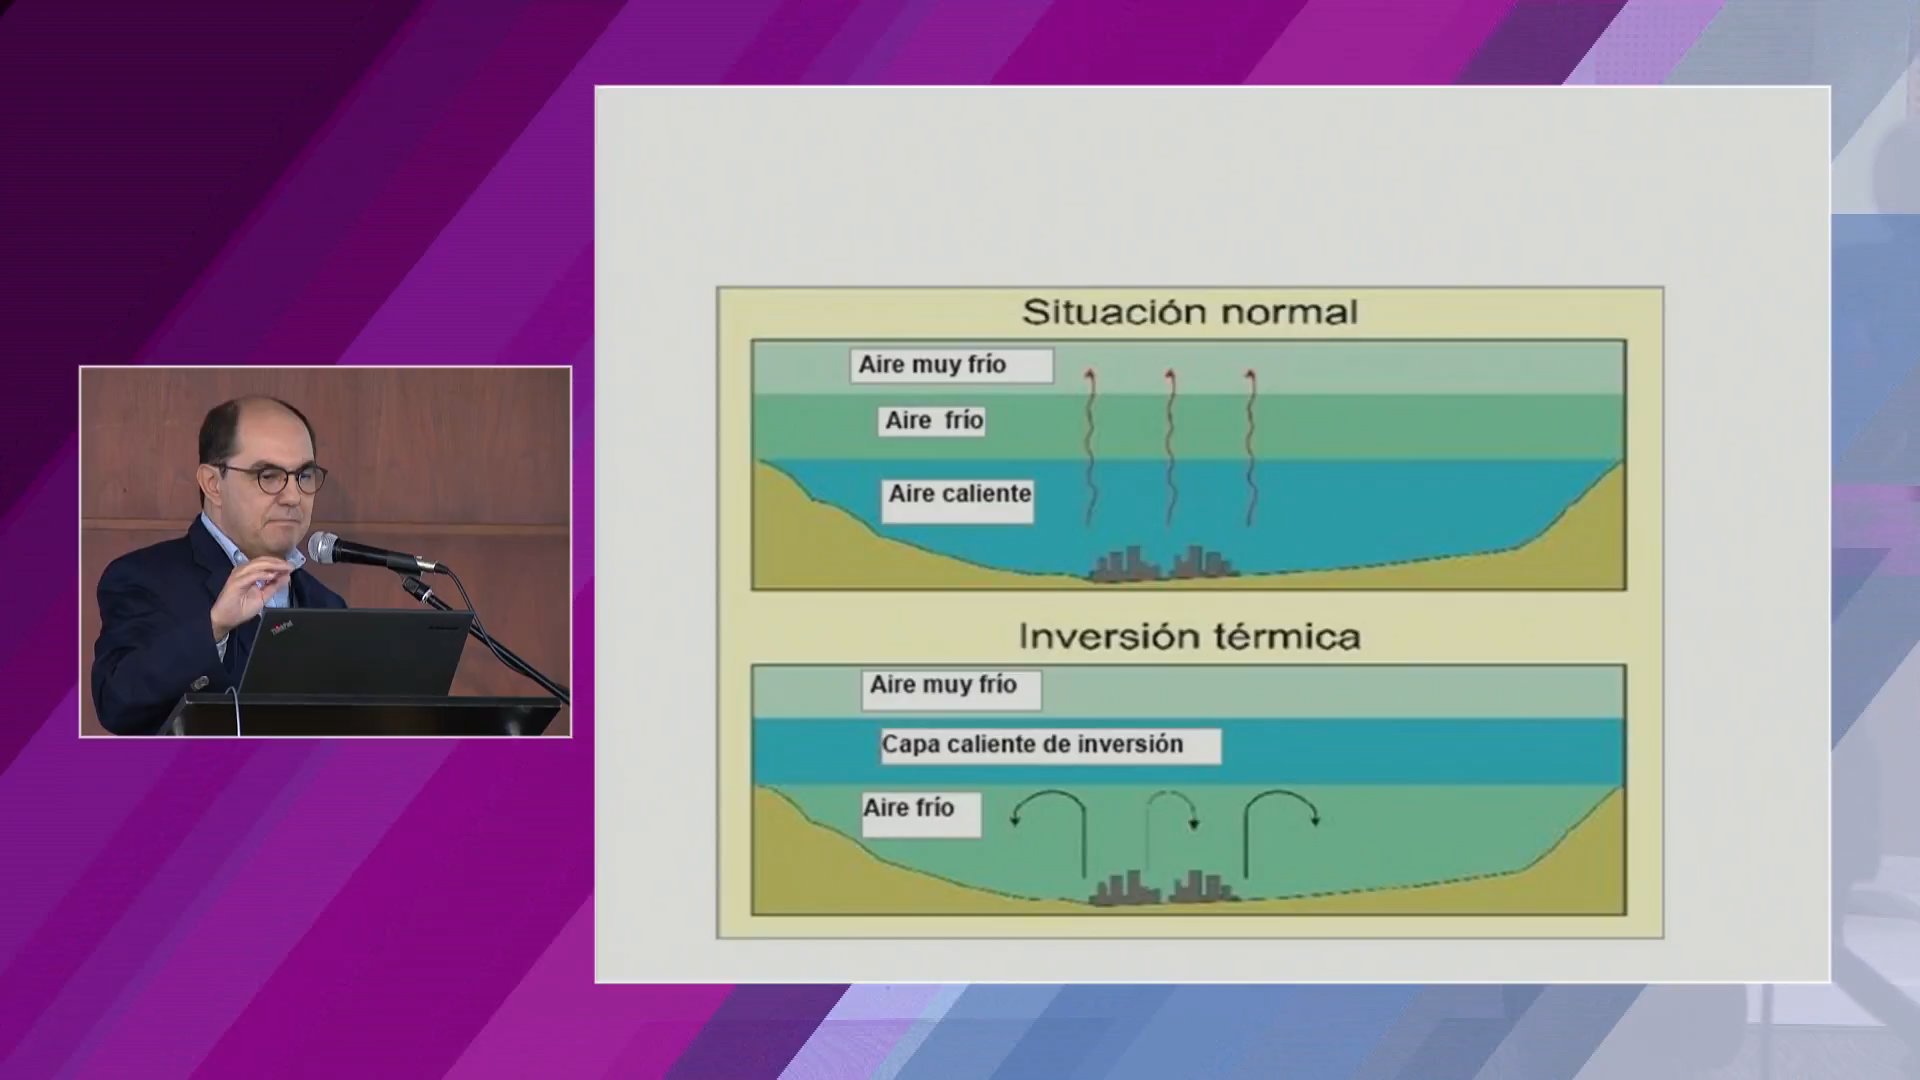 Situación normal
Aire muy frío
Aire frío
Aire caliente
Inversión térmica
Aire muy frío
Capa caliente de inversión
Aire frío
ThinkPad